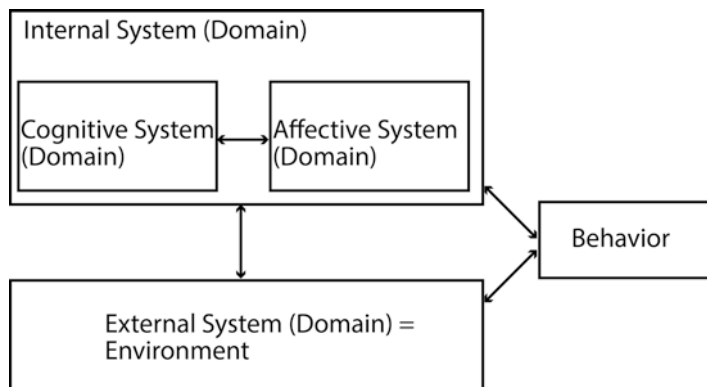 Internal System (Domain)
Cognitive System
(Domain)
Affective System
(Domain)
Behavior
External System (Domain) =
Environment